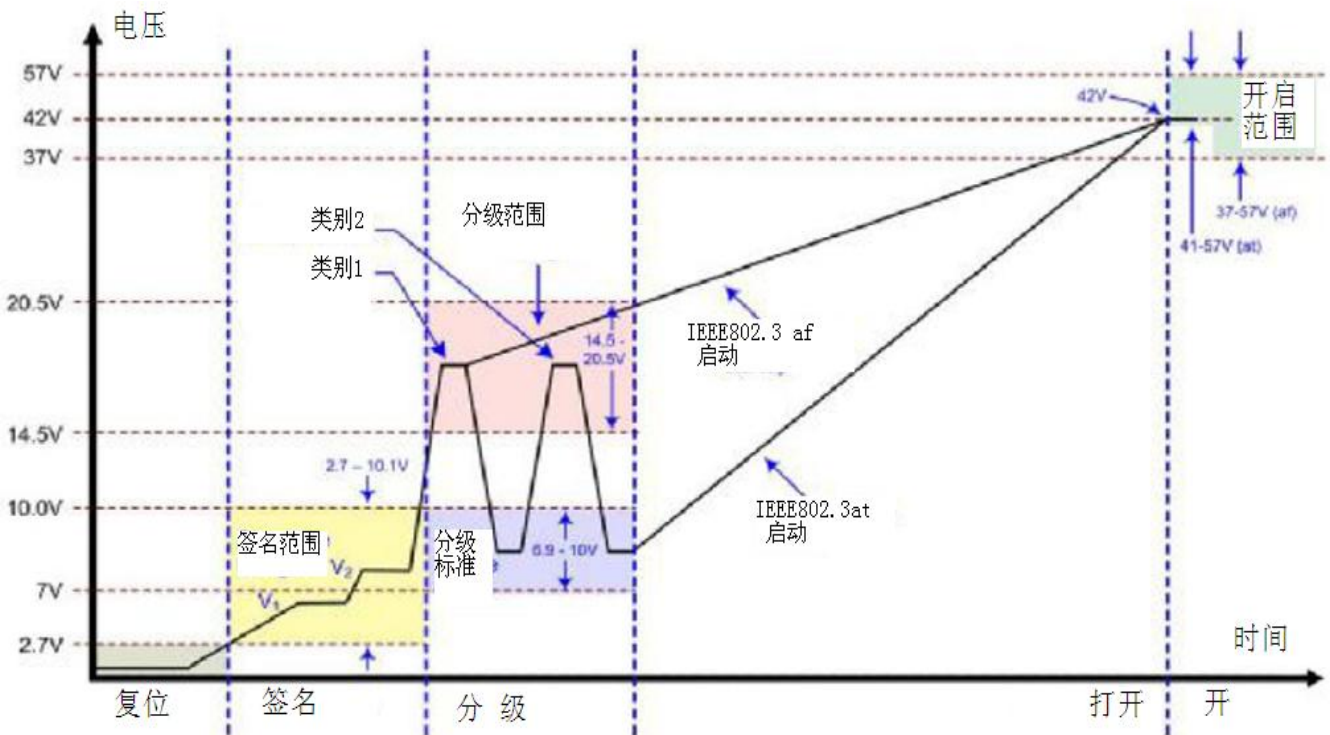 电压
57V
42V
37V
20.5V
14.5V
10.0V
7V
2.7V
42V
开启
范围
37-57V (af)
41-57V (at)
类别2
类别1
分级范围
14.5 -
20.5V
IEEE802.3 af
启动
IEEE802.3at
启动
2.7 – 10.1V
签名范围
V2
V1
分级
标准
6.9 - 10V
时间
复位
签名
分 级
打开
开